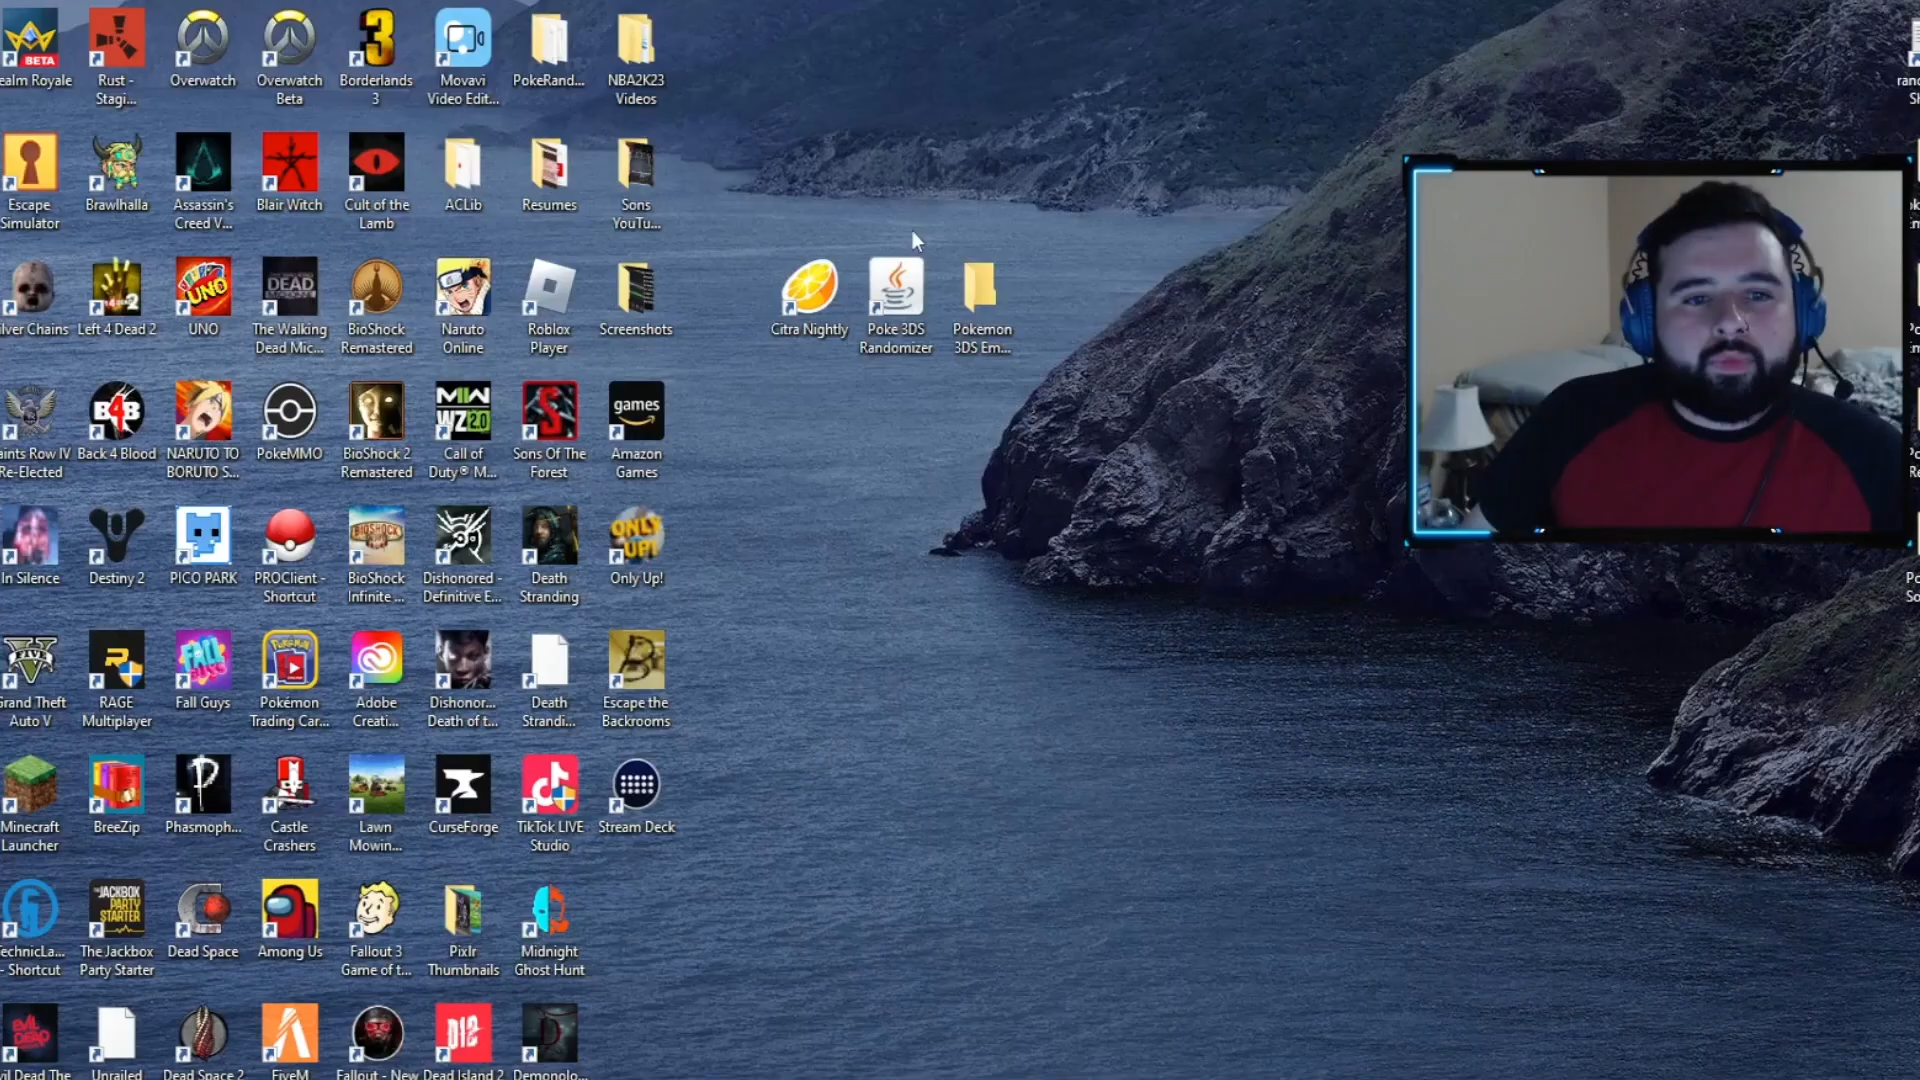 ealm Royale
Rust -
Stagi...
Overwatch
Overwatch
Beta
Borderlands
3
Movavi
Video Edit...
PokeRand...
NBA2K23
Videos
Escape
Simulator
Brawlhalla
Assassin's
Creed V...
Blair Witch
Cult of the
Lamb
ACLib
Resumes
Sons
YouTu...
ilver Chains
Left 4 Dead 2
UNO
The Walking
Dead Mic...
BioShock
Remastered
Naruto
Online
Roblox
Player
Screenshots
Citra Nightly
Poke 3DS
Randomizer
Pokemon
3DS Em...
aints Row IV
Re-Elected
Back 4 Blood
NARUTO TO
BORUTO S...
PokeMMO
BioShock 2
Remastered
Call of
Duty® M...
Sons Of The
Forest
Amazon
Games
In Silence
Destiny 2
PICO PARK
PROClient -
Shortcut
BioShock
Infinite ...
Dishonored -
Definitive E...
Death
Stranding
Only Up!
Grand Theft
Auto V
RAGE
Multiplayer
Fall Guys
Pokémon
Trading Car...
Adobe
Creati...
Dishonor...
Death of t...
Death
Strandi...
Escape the
Backrooms
Minecraft
Launcher
BreeZip
Phasmoph...
Castle
Crashers
Lawn
Mowin...
CurseForge
TikTok LIVE
Studio
Stream Deck
echnicLa...
- Shortcut
The Jackbox
Party Starter
Dead Space
Among Us
Fallout 3
Game of t...
Pixlr
Thumbnails
Midnight
Ghost Hunt
vil Dead The
Unrailed
Dead Space 2
FiveM
Fallout - New
Dead Island 2
Demonolo...